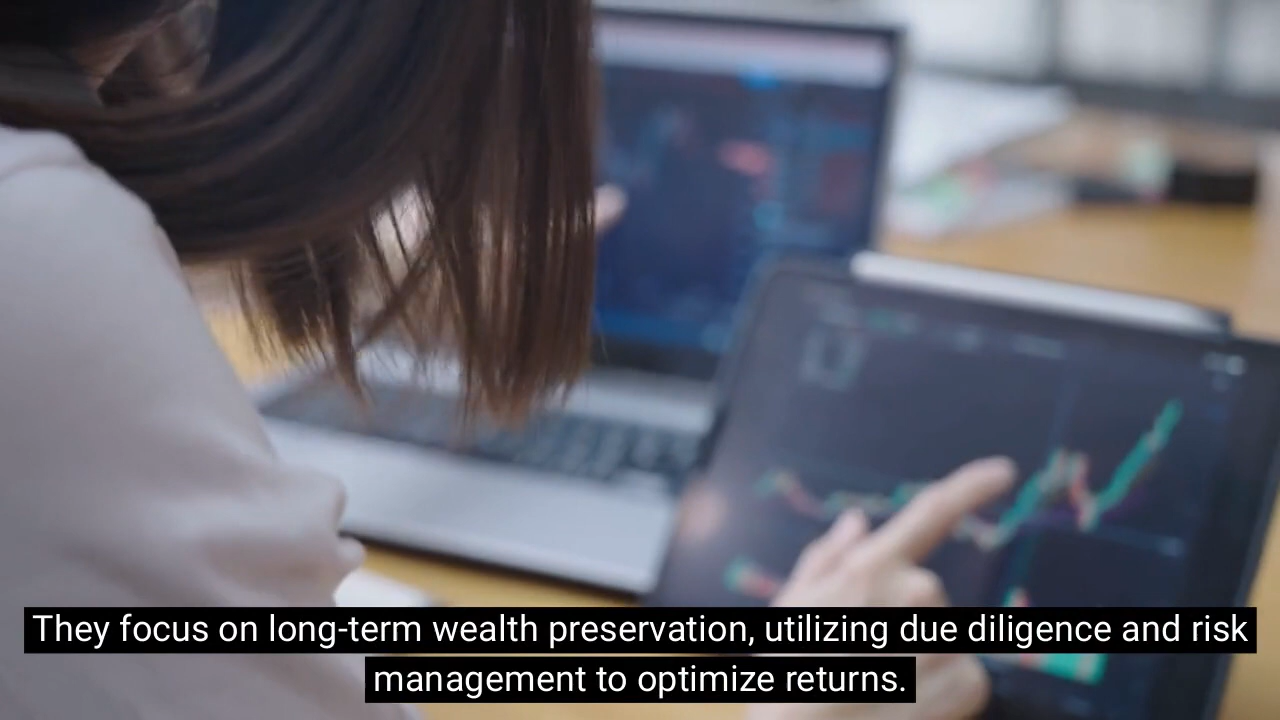 They focus on long-term wealth preservation, utilizing due diligence and risk
management to optimize returns.